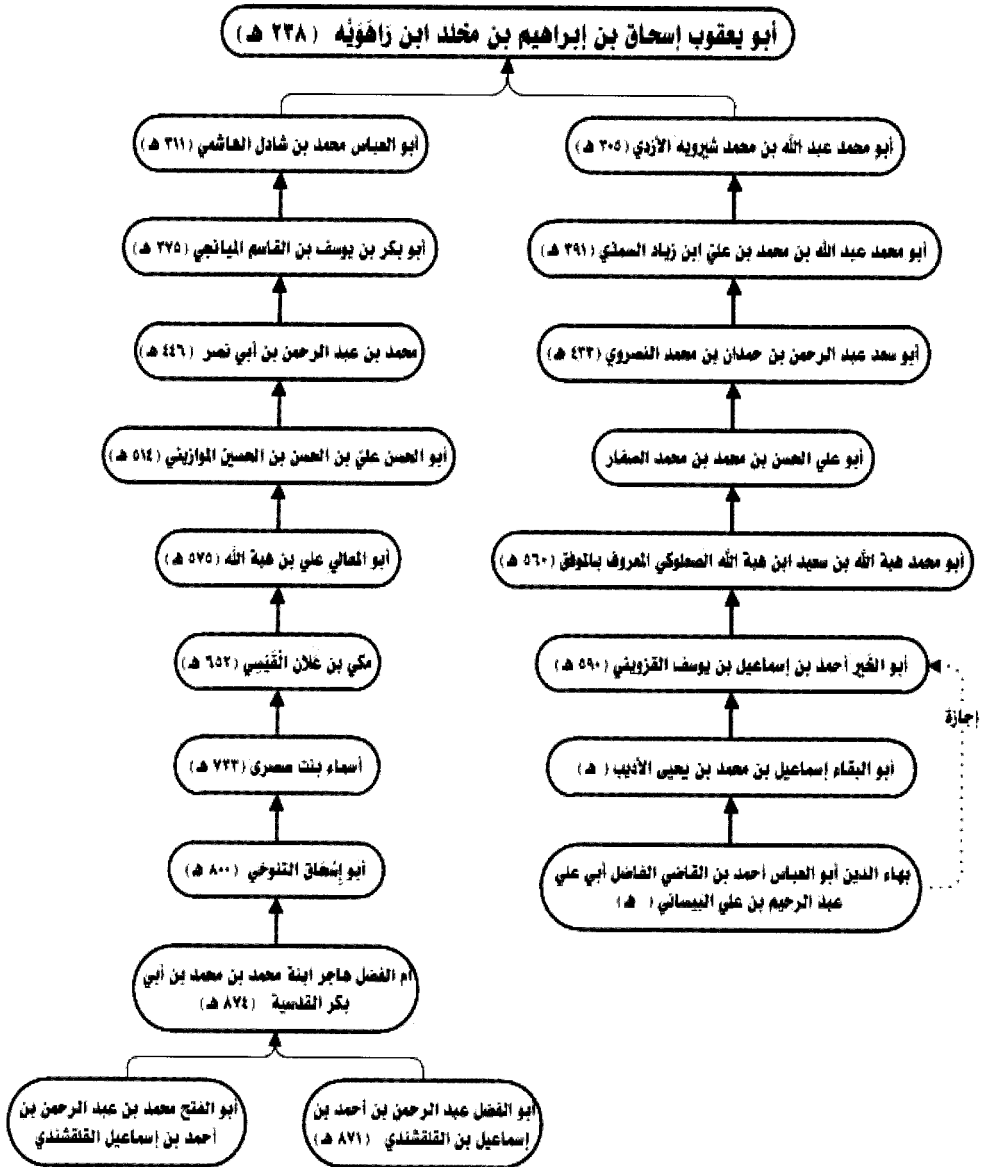 أبو يعقوب إسحاق بن إبراهيم بن مخلد ابن رَاهَوَيْه (٢٣٨ هـ)
أبو محمد عبد الله بن محمد شيرويه الأزدي (٣٠٥ هـ)
أبو محمد عبد الله بن محمد بن علي ابن زياد السمذي (٣٩١ هـ)
أبو سعد عبد الرحمن بن حمدان بن محمد النصروي (٤٣٣ هـ)
أبو علي الحسن بن محمد بن محمد الصفار
أبو محمد هبة الله بن سعيد ابن هبة الله الصعلوكي المعروف بالموفق (٥٦٠ هـ)
أبو الخير أحمد بن إسماعيل بن يوسف القزويني (٥٩٠ هـ)
إجازة
أبو البقاء إسماعيل بن محمد بن يحيى الأديب ( هـ)
بهاء الدين أبو العباس أحمد بن القاضي الفاضل أبي علي
عبد الرحيم بن علي البيساني ( هـ)
أبو العباس محمد بن شادل الهاشمي (٣١١ هـ)
أبو بكر بن يوسف بن القاسم الميانجي (٣٧٥ هـ)
محمد بن عبد الرحمن بن أبي نصر (٤٤٦ هـ)
أبو الحسن علي بن الحسن بن الحسين الموازيني (٥١٤ هـ)
أبو المعالي علي بن هبة الله (٥٧٥ هـ)
مكي بن عَلان الْقَيْسِي (٦٥٢ هـ)
أسماء بنت صصرى (٧٣٣ هـ)
أبو إسْحَاق التنوخي (٨٠٠ هـ)
أم الفضل هاجر ابنة محمد بن محمد بن أبي
بكر القدسية (٨٧٤ هـ)
أبو الفضل عبد الرحمن بن أحمد بن
إسماعيل بن القلقشندي (٨٧١ هـ)
أبو الفتح محمد بن عبد الرحمن بن
أحمد بن إسماعيل القلقشندي